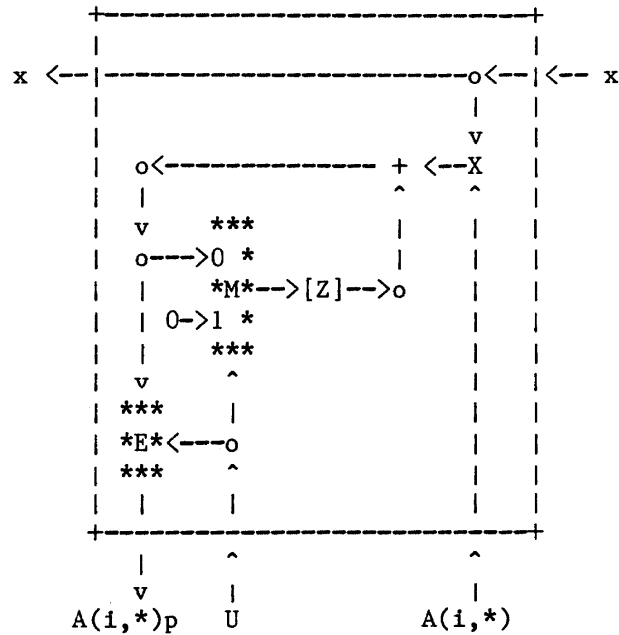 x <-- ----------------------o<-- <-- x
v
o<-------------- + <--X
^ ^
v ***
o--->0 *
*M*-->[Z]-->o
0->1 *
***
v ^
***
*E*<---o
*** ^
^ ^
v
A(i,*)p U A(i,*)